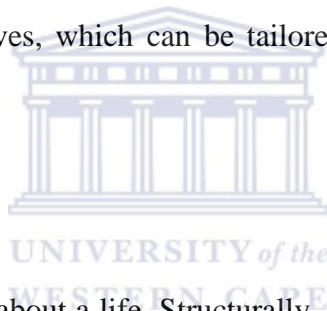 ves, which can be tailore
UNIVERSITY of the
WESTERN CAPE
about a life. Structurally